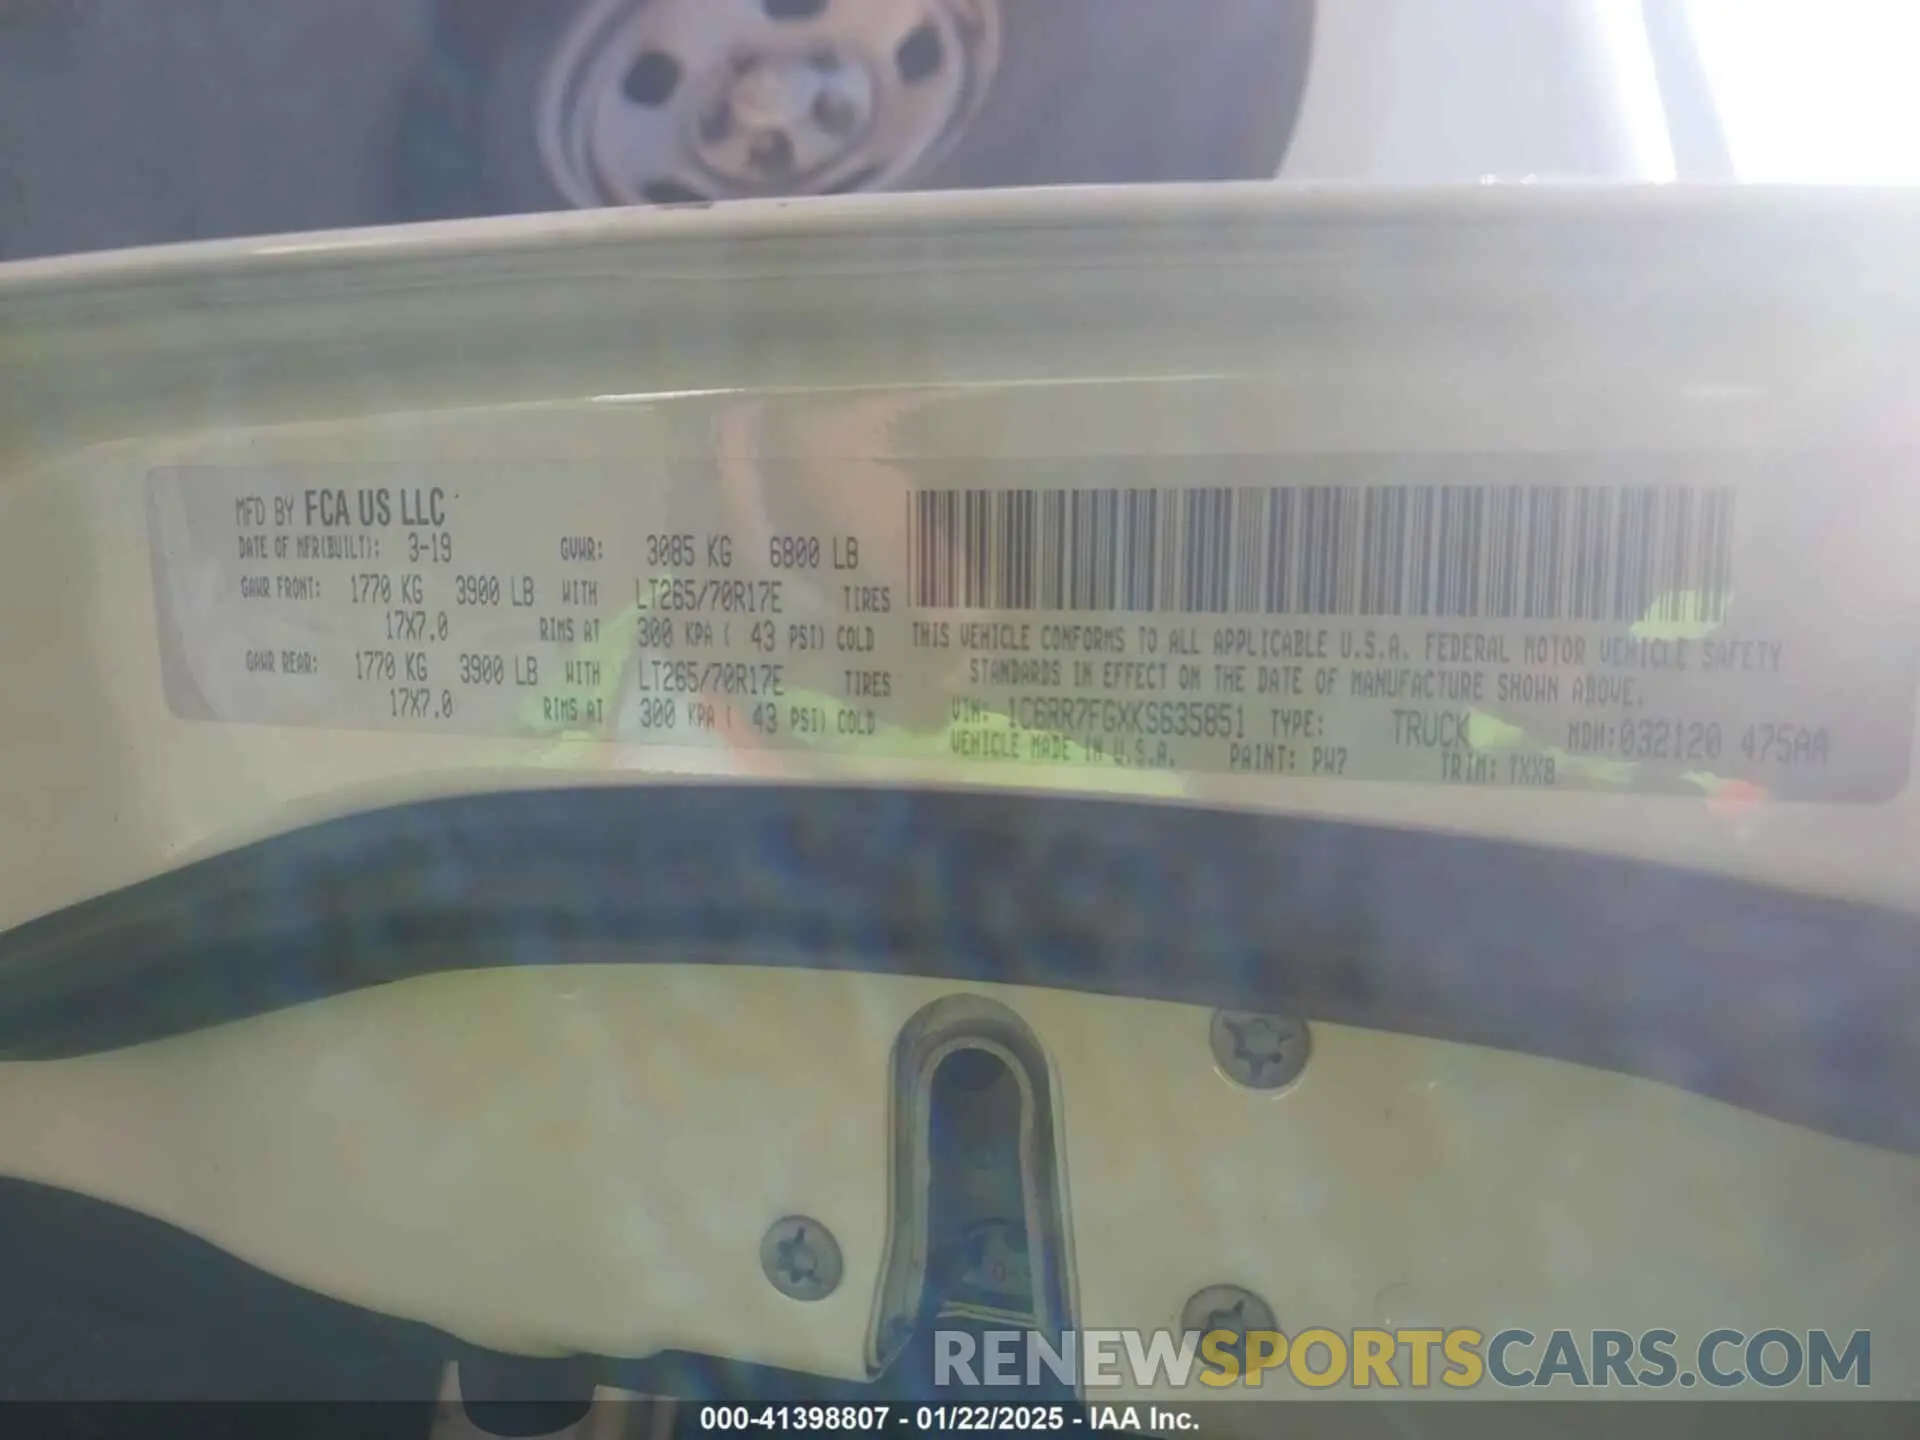 MFD BY FCA US LLC
DATE OF MFR(BUILT): 3-19 GVWR: 3085 KG 6800 LB
GAWR FRONT: 1770 KG 3900 LB WITH LT265/70R17E TIRES
17X7.0 RIMS AT 300 KPA ( 43 PSI) COLD
GAWR REAR: 1770 KG 3900 LB WITH LT265/70R17E TIRES
17X7.0 RIMS AT 300 KPA ( 43 PSI) COLD
THIS VEHICLE CONFORMS TO ALL APPLICABLE U.S.A. FEDERAL MOTOR VEHICLE SAFETY
STANDARDS IN EFFECT ON THE DATE OF MANUFACTURE SHOWN ABOVE.
VIN: 1C6RR7FGXKS635851 TYPE: TRUCK MDH: 032120 475AA
VEHICLE MADE IN U.S.A. PAINT: PW7 TRIM: TXX8
RENEWSPORTSCARS.COM
000-41398807 - 01/22/2025 - IAA Inc.